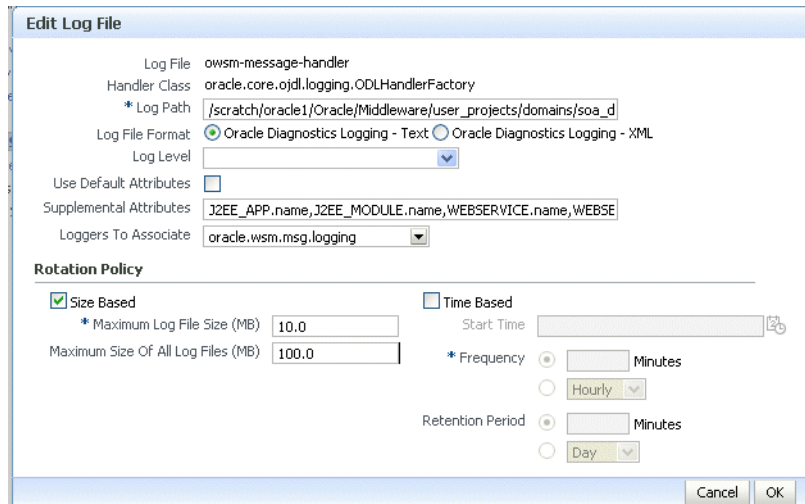 Edit Log File
Log File owsm-message-handler
Handler Class oracle.core.ojdl.logging.ODLHandlerFactory
* Log Path /scratch/oracle1/Oracle/Middleware/user_projects/domains/soa_d
Log File Format Oracle Diagnostics Logging - Text Oracle Diagnostics Logging - XML
Log Level
Use Default Attributes
Supplemental Attributes J2EE_APP.name,J2EE_MODULE.name,WEBSERVICE.name,WEBSE
Loggers To Associate oracle.wsm.msg.logging
Rotation Policy
Size Based
* Maximum Log File Size (MB) 10.0
Maximum Size Of All Log Files (MB) 100.0
Time Based
Start Time
* Frequency Minutes
Hourly
Retention Period Minutes
Day
Cancel OK